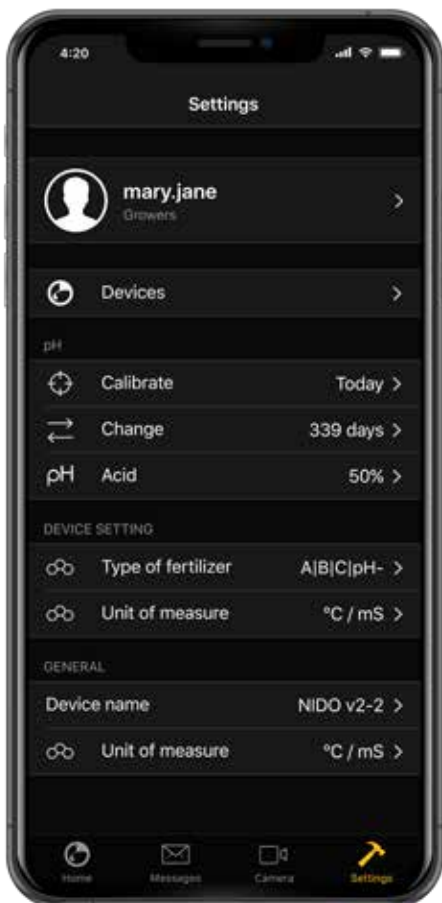 4:20
Settings
mary.jane
Growers
Devices
pH
Calibrate Today
Change 339 days
pH Acid 50%
DEVICE SETTING
Type of fertilizer A|B|C|pH-
Unit of measure °C / mS
GENERAL
Device name NIDO v2-2
Unit of measure °C / mS
Home Messages Camera Settings